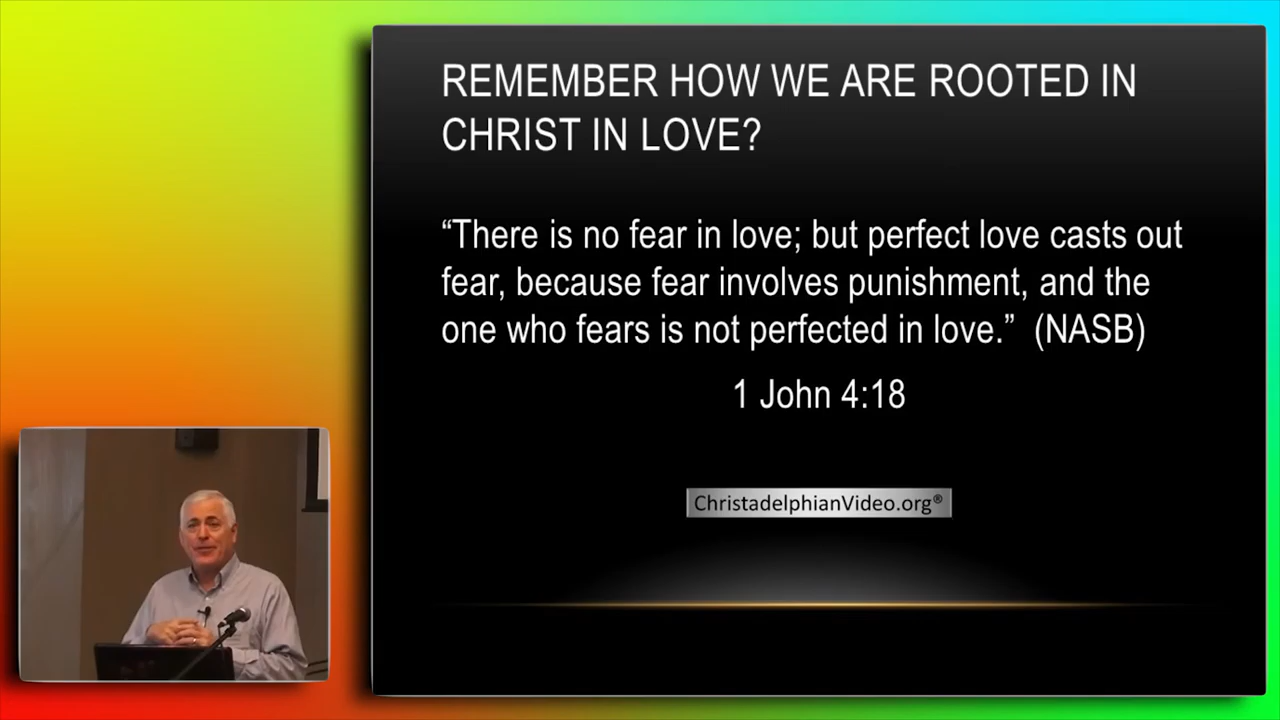 REMEMBER HOW WE ARE ROOTED IN
CHRIST IN LOVE?
“There is no fear in love; but perfect love casts out
fear, because fear involves punishment, and the
one who fears is not perfected in love.” (NASB)
1 John 4:18
ChristadelphianVideo.org®